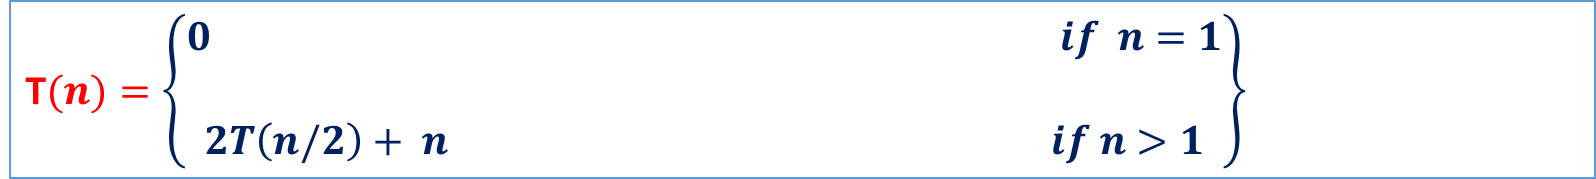 0 if n = 1
T(n) =
2T(n/2) + n if n > 1